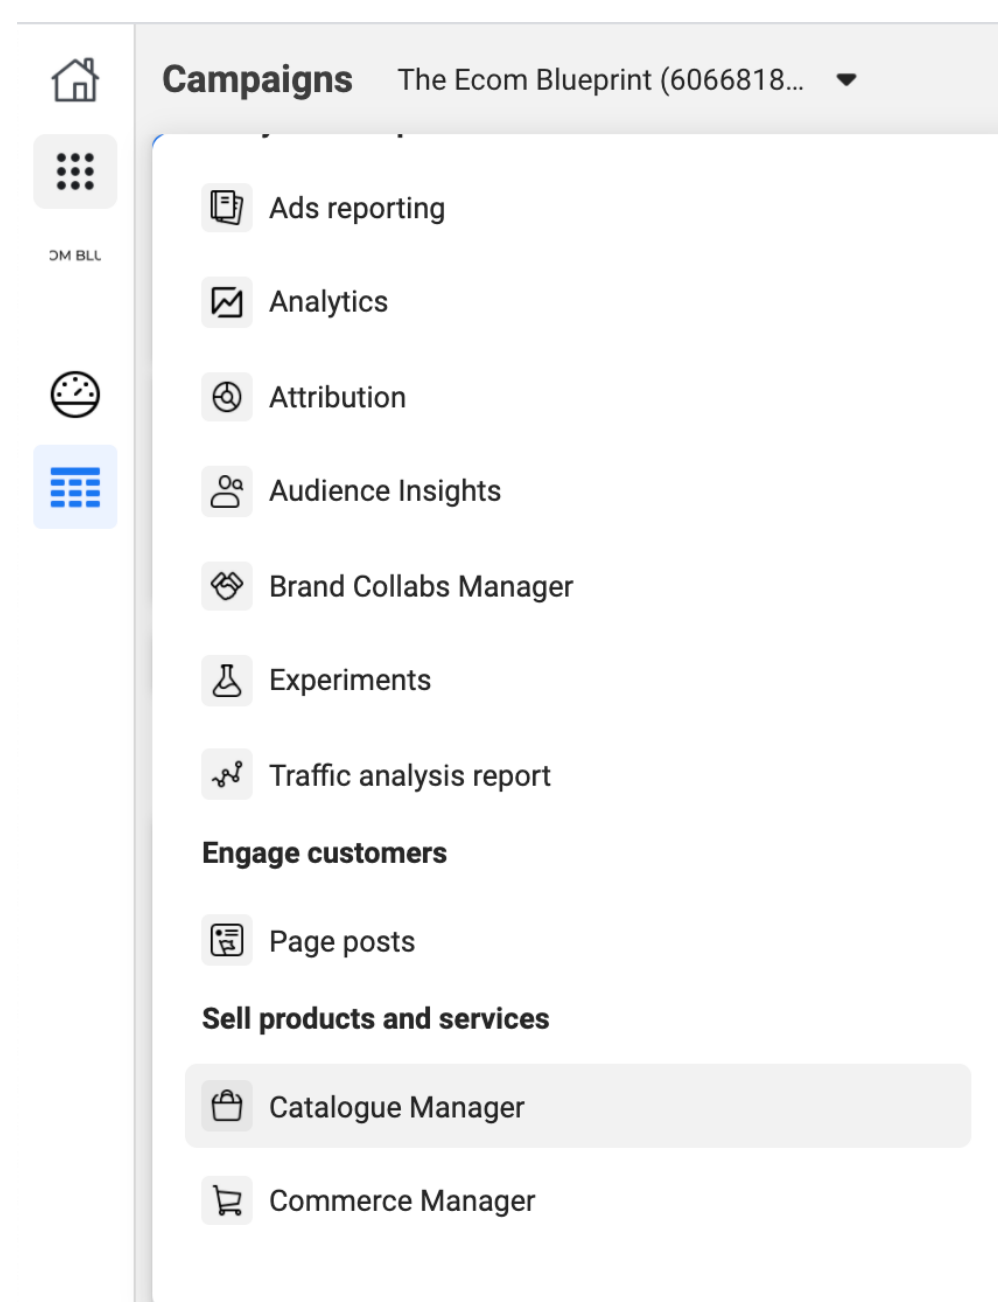 Campaigns The Ecom Blueprint (6066818...
OM BLU
Ads reporting
Analytics
Attribution
Audience Insights
Brand Collabs Manager
Experiments
Traffic analysis report
Engage customers
Page posts
Sell products and services
Catalogue Manager
Commerce Manager